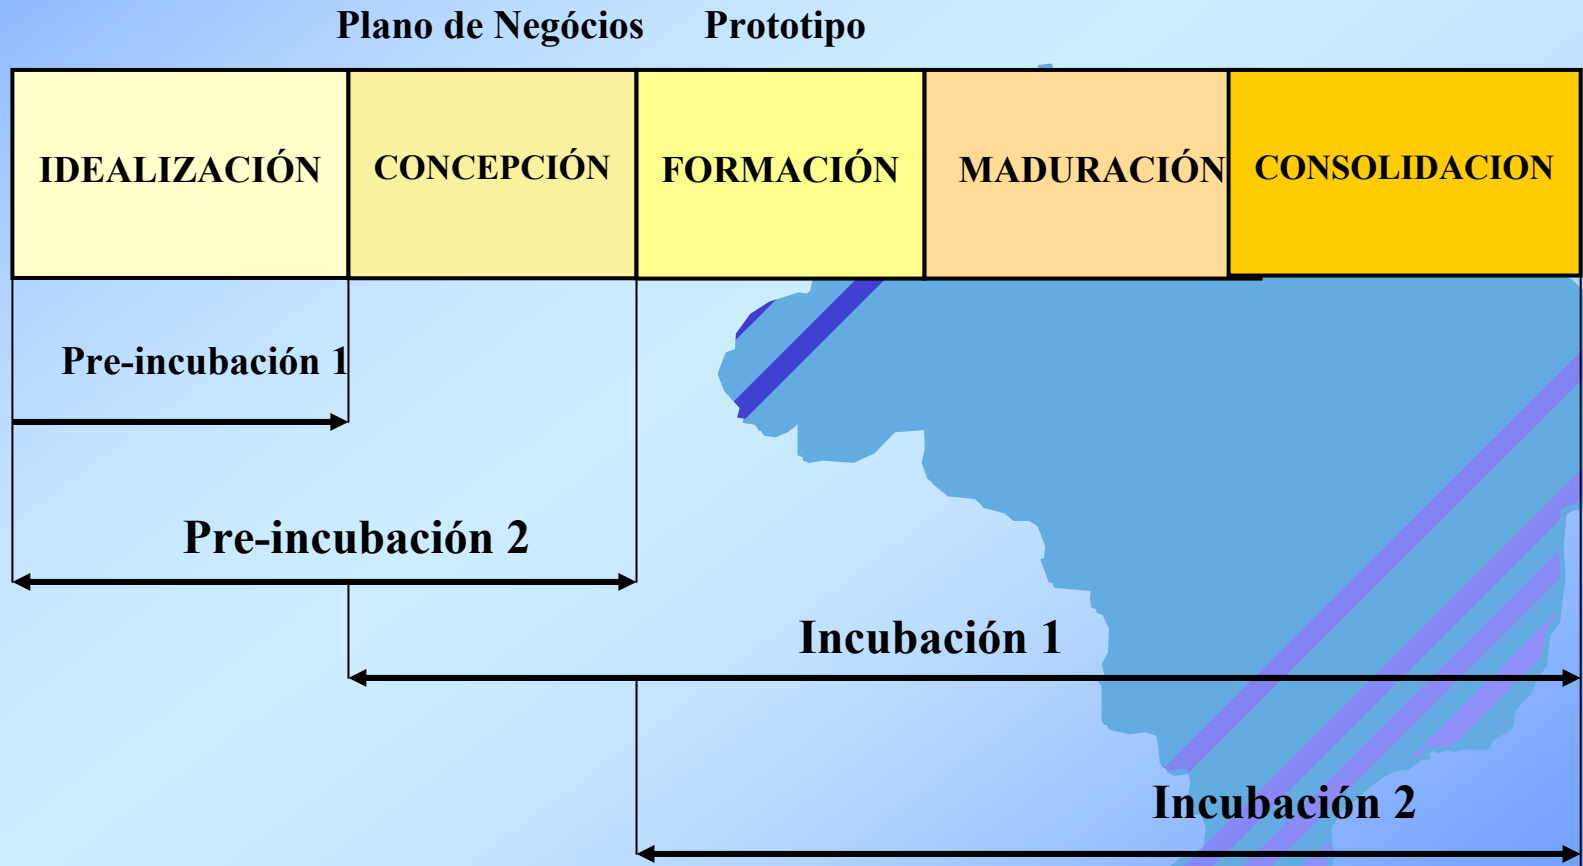 Plano de Negócios
Prototipo
IDEALIZACIÓN
CONCEPCIÓN
FORMACIÓN
MADURACIÓN
CONSOLIDACION
Pre-incubación 1
Pre-incubación 2
Incubación 1
Incubación 2